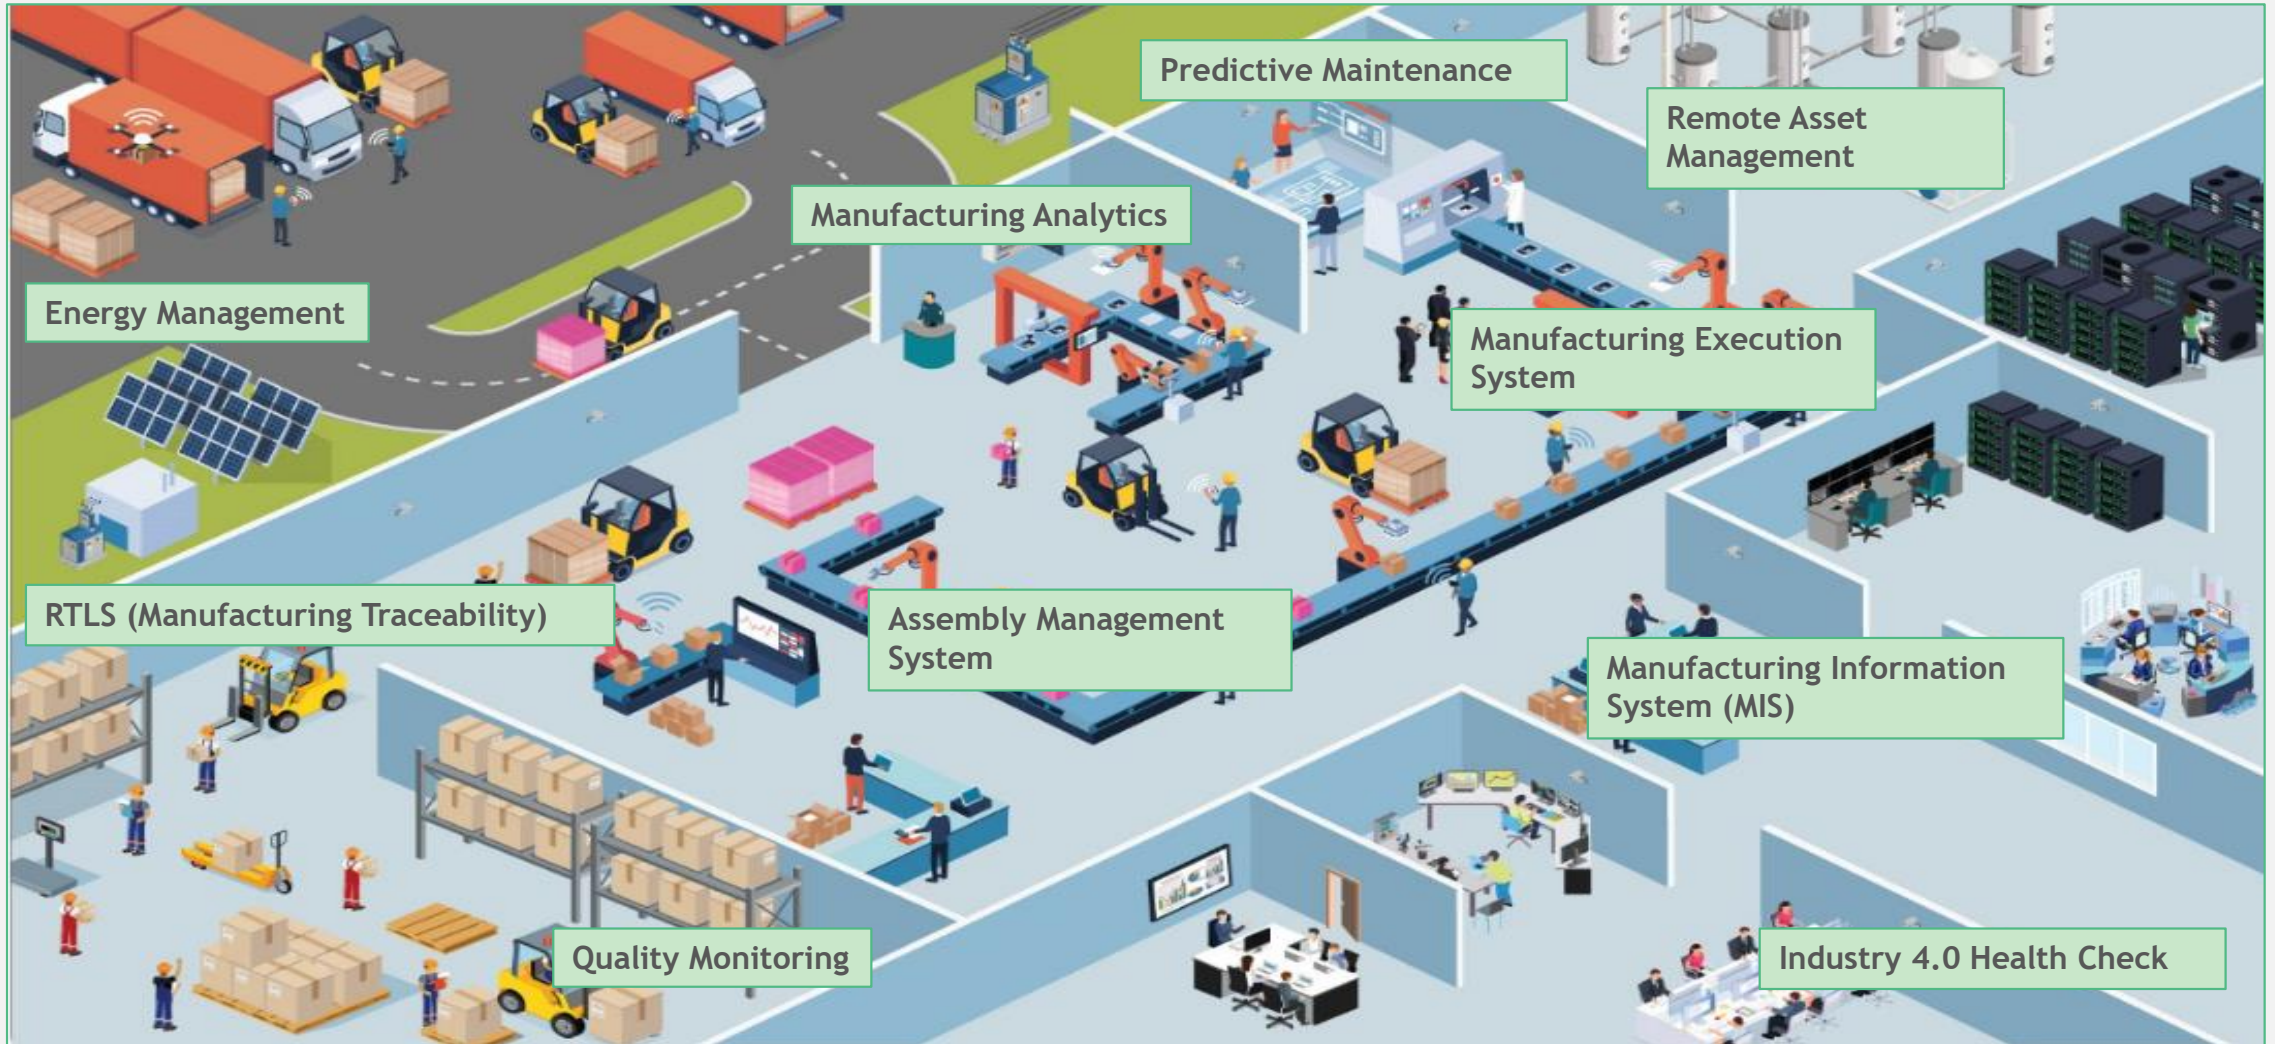 Predictive Maintenance
Remote Asset
Management
Manufacturing Analytics
Energy Management
Manufacturing Execution
System
RTLS (Manufacturing Traceability)
Assembly Management
System
Manufacturing Information
System (MIS)
Quality Monitoring
Industry 4.0 Health Check